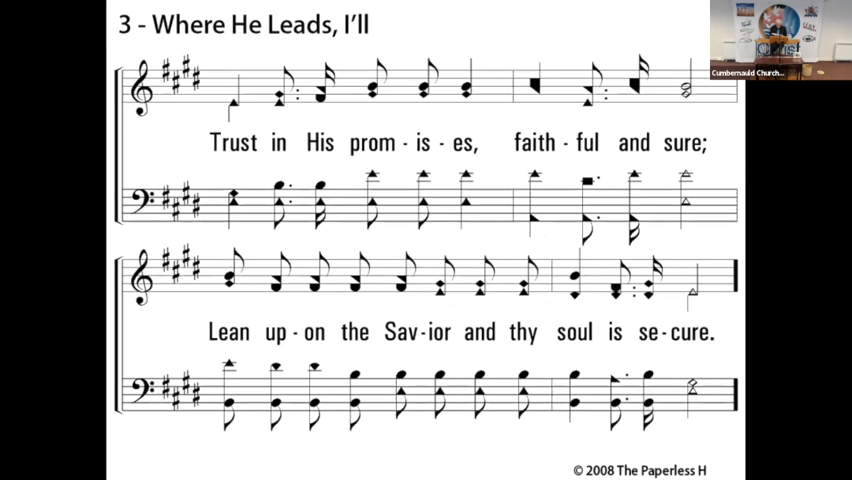 3 - Where He Leads, I'll
Trust in His prom - is - es, faith - ful and sure;
Lean up - on the Sav - ior and thy soul is se - cure.
© 2008 The Paperless H
Cumbernauld Church...